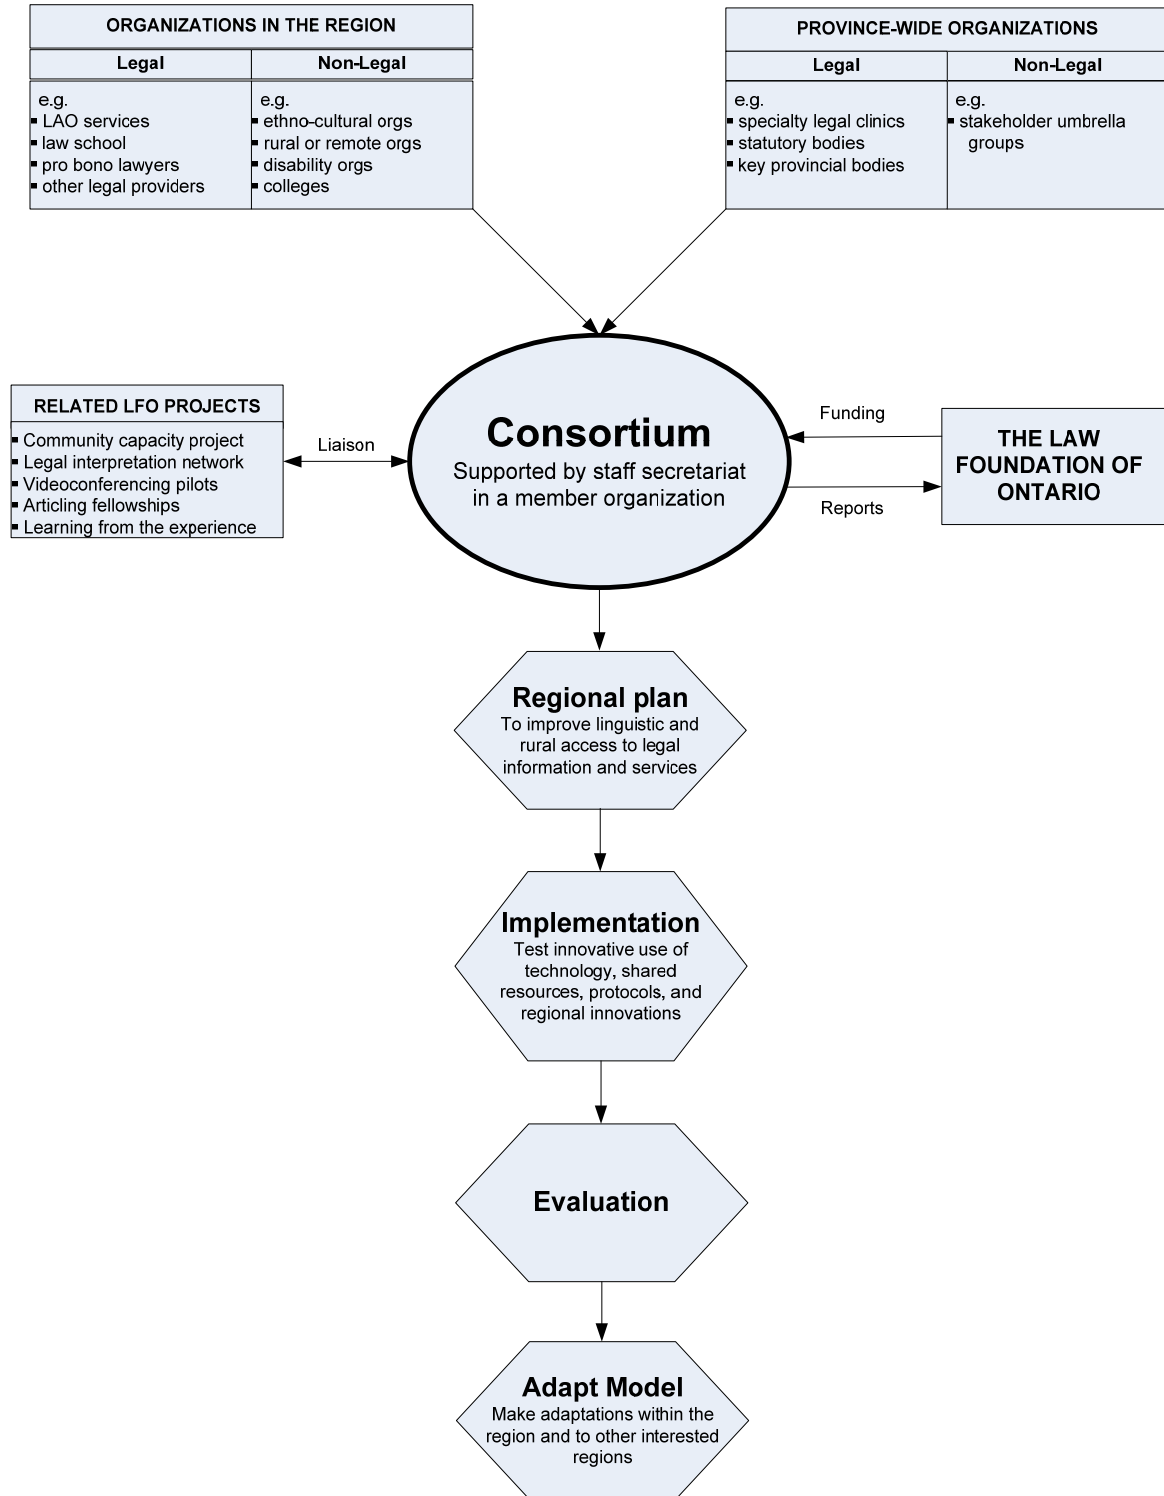 ORGANIZATIONS IN THE REGION
Legal
Non-Legal
e.g.
▪ LAO services
▪ law school
▪ pro bono lawyers
▪ other legal providers
e.g.
▪ ethno-cultural orgs
▪ rural or remote orgs
▪ disability orgs
▪ colleges
PROVINCE-WIDE ORGANIZATIONS
Legal
Non-Legal
e.g.
▪ specialty legal clinics
▪ statutory bodies
▪ key provincial bodies
e.g.
▪ stakeholder umbrella
groups
RELATED LFO PROJECTS
▪ Community capacity project
▪ Legal interpretation network
▪ Videoconferencing pilots
▪ Articling fellowships
▪ Learning from the experience
Liaison
Consortium
Supported by staff secretariat
in a member organization
Funding
Reports
THE LAW
FOUNDATION OF
ONTARIO
Regional plan
To improve linguistic and
rural access to legal
information and services
Implementation
Test innovative use of
technology, shared
resources, protocols, and
regional innovations
Evaluation
Adapt Model
Make adaptations within the
region and to other interested
regions